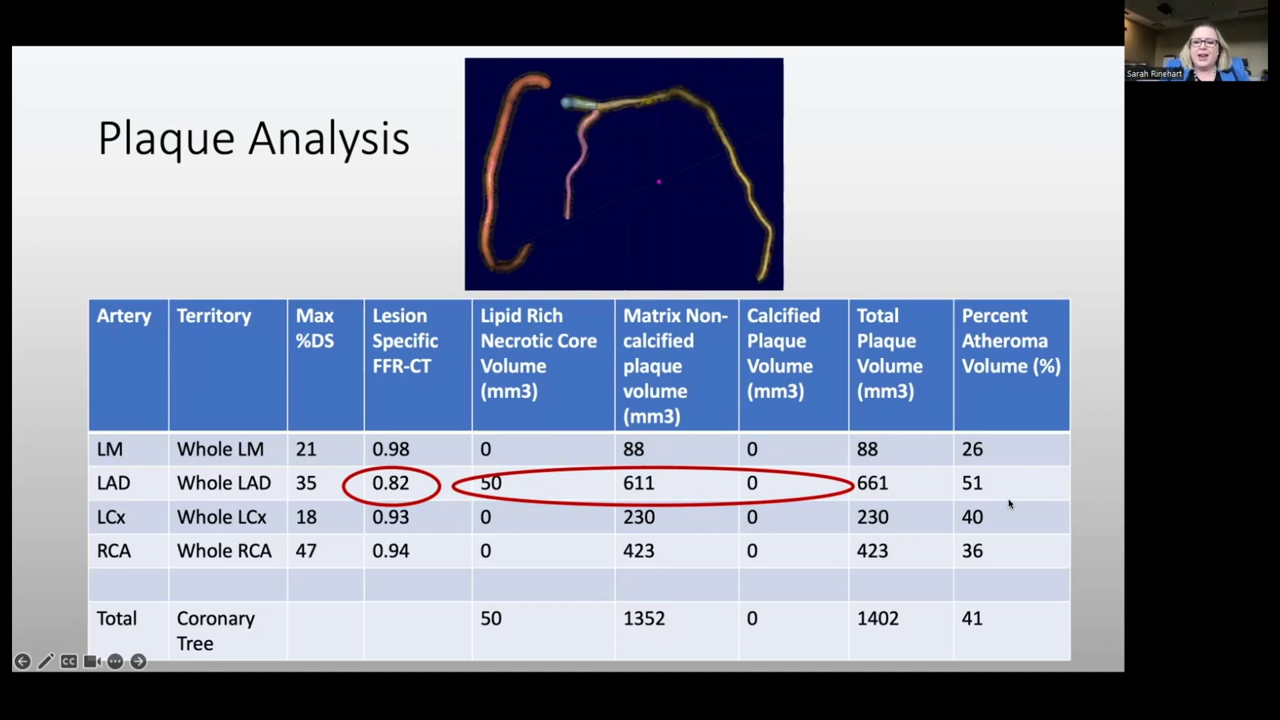 Sarah Rinehart
Plaque Analysis
Artery Territory Max %DS Lesion Specific FFR-CT Lipid Rich Necrotic Core Volume (mm3) Matrix Non-calcified plaque volume (mm3) Calcified Plaque Volume (mm3) Total Plaque Volume (mm3) Percent Atheroma Volume (%)
LM Whole LM 21 0.98 0 88 0 88 26
LAD Whole LAD 35 0.82 50 611 0 661 51
LCx Whole LCx 18 0.93 0 230 0 230 40
RCA Whole RCA 47 0.94 0 423 0 423 36
Total Coronary Tree 50 1352 0 1402 41
CC